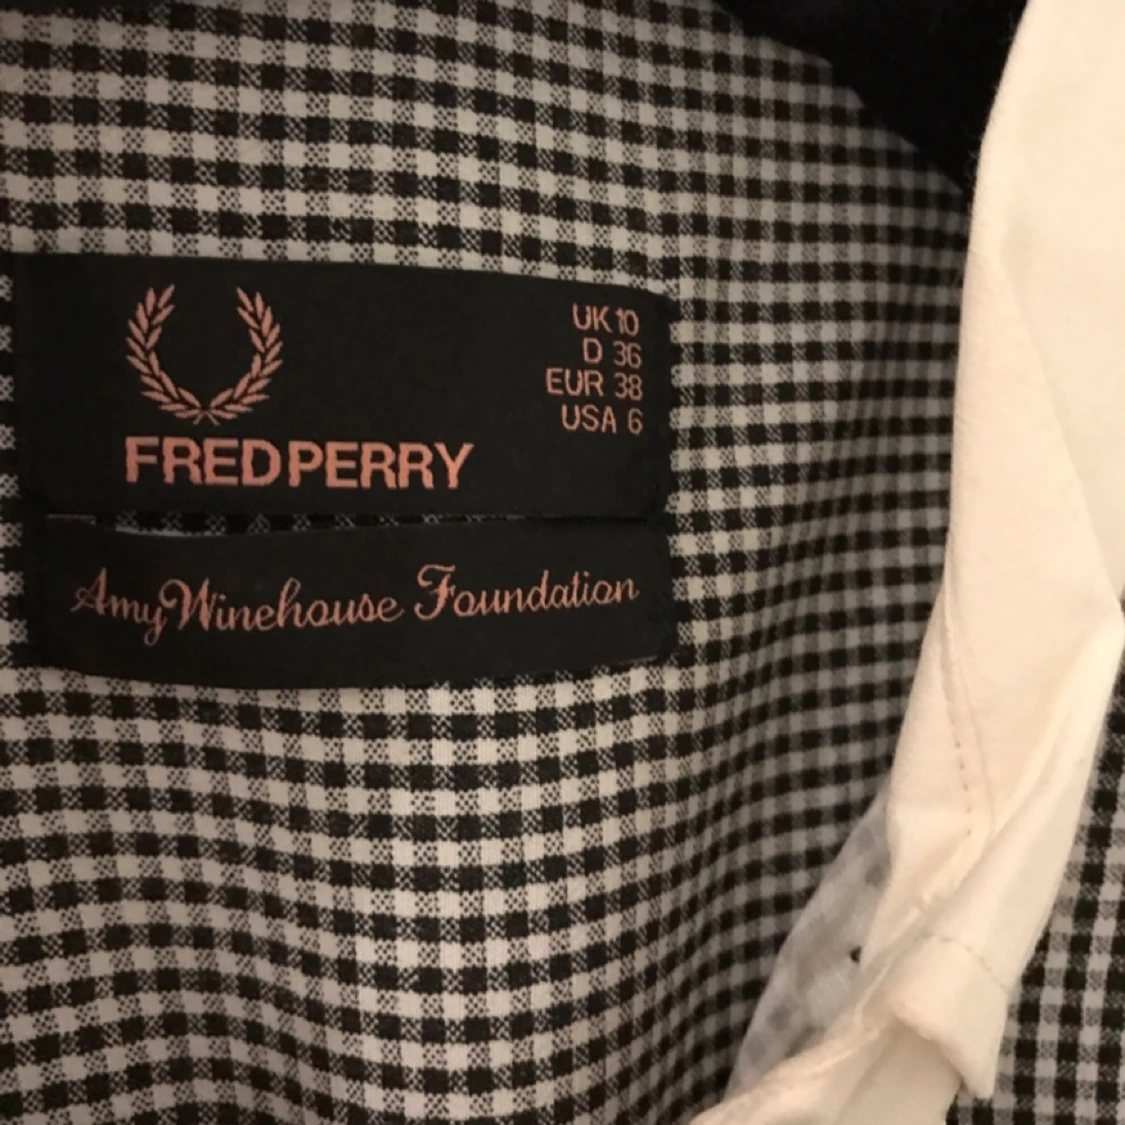 UK 10
D 36
EUR 38
USA 6
FRED PERRY
Amy Winehouse Foundation